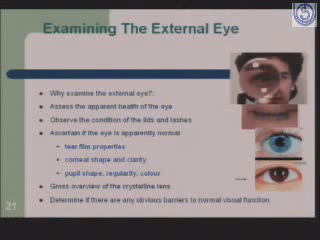 Examining The External Eye
Why examine the external eye?:
Assess the apparent health of the eye
Observe the condition of the lids and lashes
Ascertain if the eye is apparently normal
tear film properties
corneal shape and clarity
pupil shape, regularity, colour
Gross overview of the crystalline lens
Determine if there are any obvious barriers to normal visual function
21